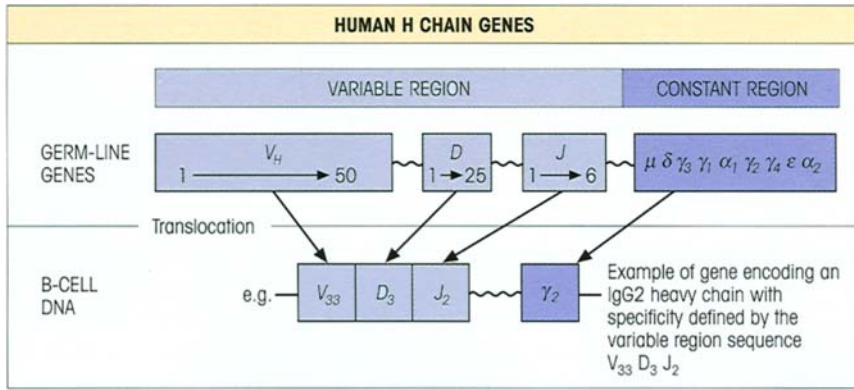 HUMAN H CHAIN GENES
VARIABLE REGION
CONSTANT REGION
GERM-LINE
GENES
V_H
1 → 50
D
1 → 25
J
1 → 6
μ δ γ₃ γ₁ α₁ γ₂ γ₄ ε α₂
Translocation
B-CELL
DNA
e.g.
V₃₃
D₃
J₂
γ₂
Example of gene encoding an
IgG2 heavy chain with
specificity defined by the
variable region sequence
V₃₃ D₃ J₂